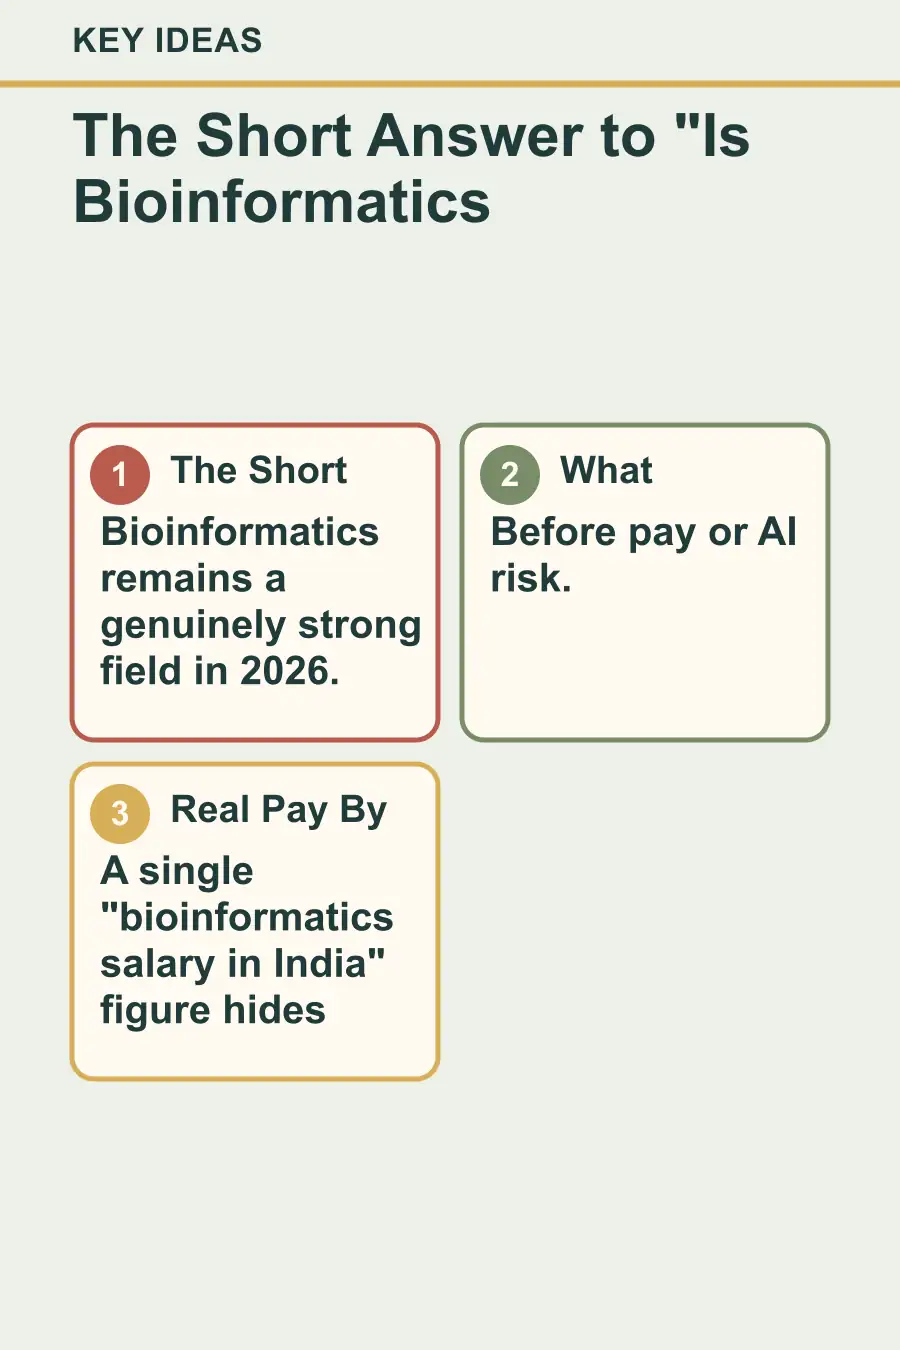 KEY IDEAS
The Short Answer to "Is
Bioinformatics
1 The Short
Bioinformatics
remains a
genuinely strong
field in 2026.
2 What
Before pay or AI
risk.
3 Real Pay By
A single
"bioinformatics
salary in India"
figure hides